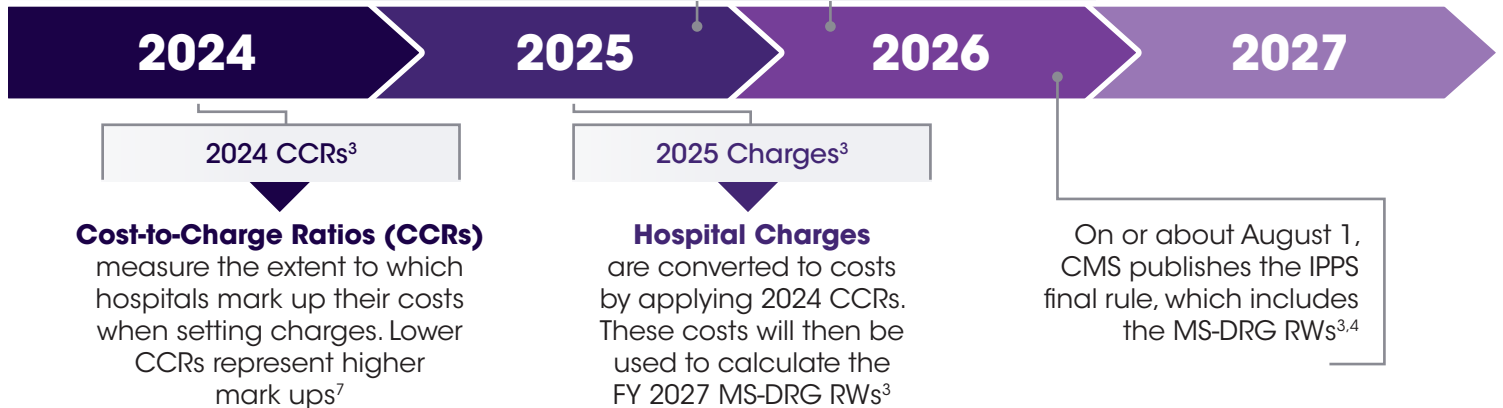 2024
2025
2026
2027
2024 CCRs³
Cost-to-Charge Ratios (CCRs)
measure the extent to which
hospitals mark up their costs
when setting charges. Lower
CCRs represent higher
mark ups⁷
2025 Charges³
Hospital Charges
are converted to costs
by applying 2024 CCRs.
These costs will then be
used to calculate the
FY 2027 MS-DRG RWs³
On or about August 1,
CMS publishes the IPPS
final rule, which includes
the MS-DRG RWs³,⁴